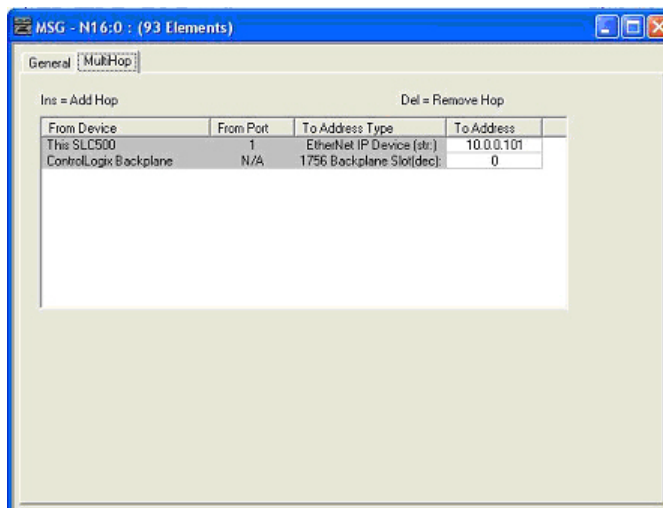 MSG - N16:0 : (93 Elements)
General MultiHop
Ins = Add Hop Del = Remove Hop
From Device From Port To Address Type To Address
This SLC500 1 EtherNet IP Device (str:) 10.0.0.101
ControlLogix Backplane N/A 1756 Backplane Slot(dec): 0